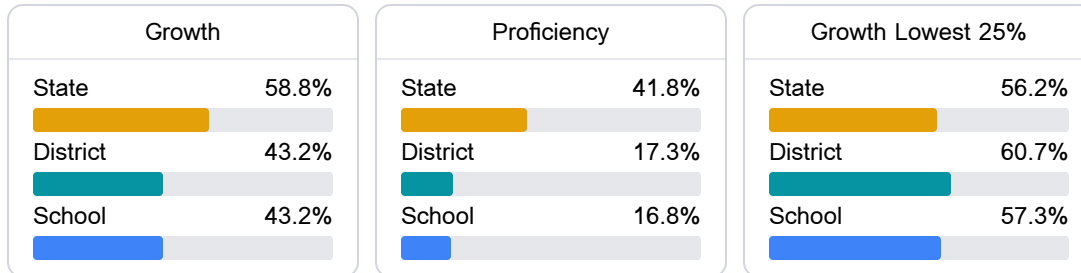 Growth
State 58.8%
District 43.2%
School 43.2%
Proficiency
State 41.8%
District 17.3%
School 16.8%
Growth Lowest 25%
State 56.2%
District 60.7%
School 57.3%